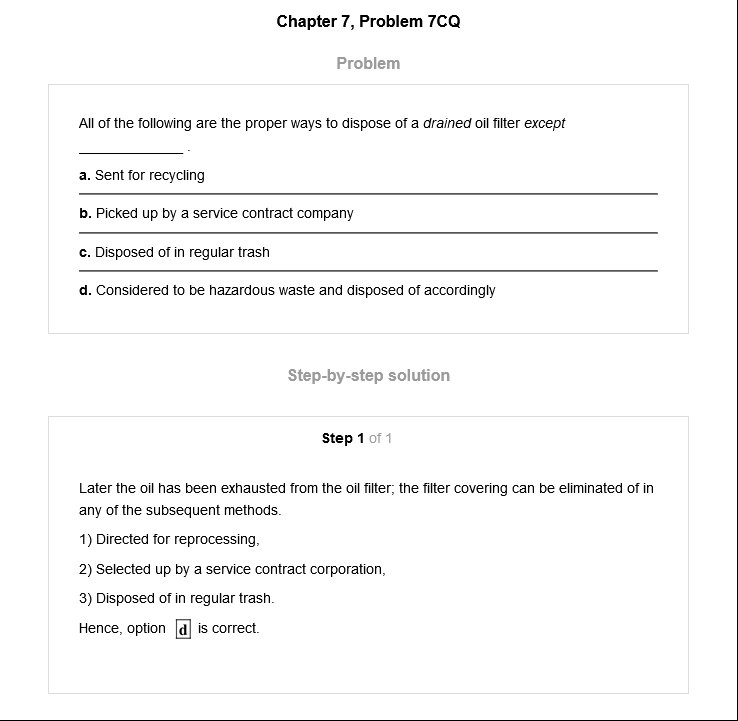 Chapter 7, Problem 7CQ
Problem
All of the following are the proper ways to dispose of a drained oil filter except
_____________ .
a. Sent for recycling
b. Picked up by a service contract company
c. Disposed of in regular trash
d. Considered to be hazardous waste and disposed of accordingly
Step-by-step solution
Step 1 of 1
Later the oil has been exhausted from the oil filter; the filter covering can be eliminated of in
any of the subsequent methods.
1) Directed for reprocessing,
2) Selected up by a service contract corporation,
3) Disposed of in regular trash.
Hence, option d is correct.